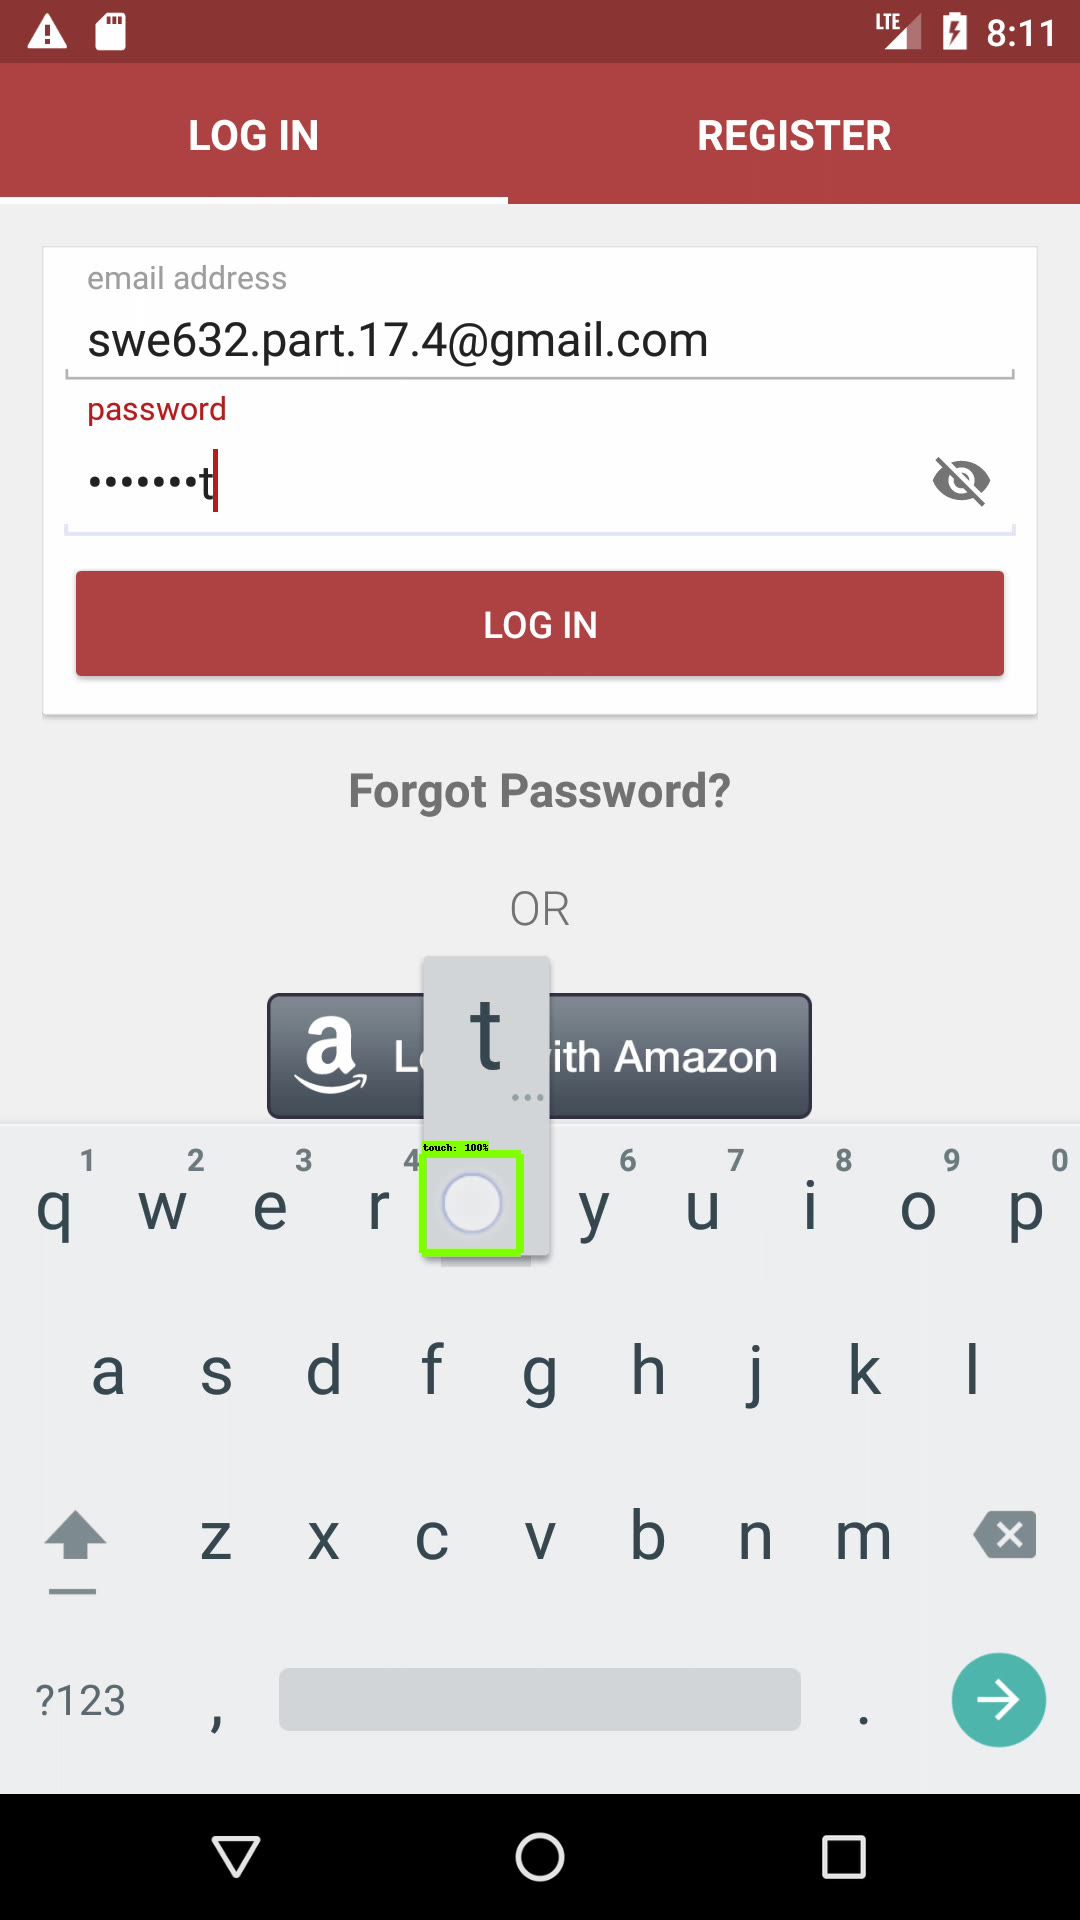 LTE 8:11
LOG IN REGISTER
email address
swe632.part.17.4@gmail.com
password
•••••••t
LOG IN
Forgot Password?
OR
a ith Amazon
t
...
touch: 100%
1 2 3 4 6 7 8 9 0
q w e r y u i o p
a s d f g h j k l
z x c v b n m
?123 , .